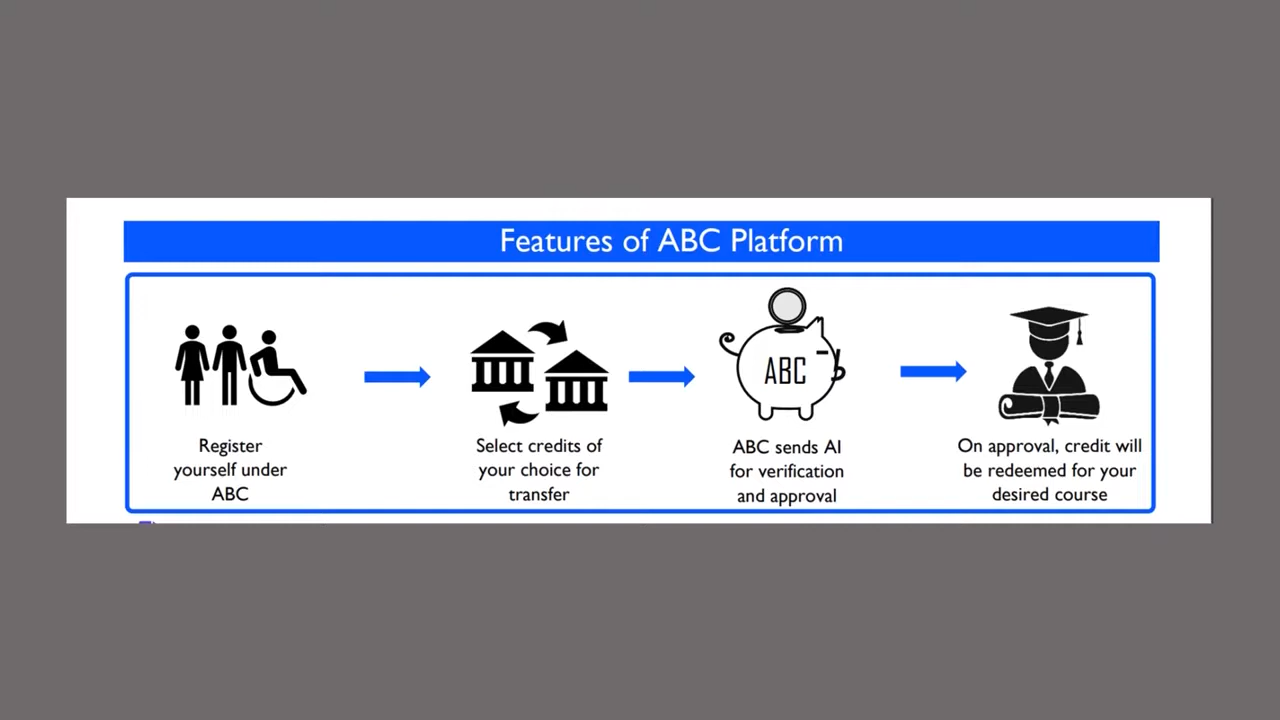 Features of ABC Platform
Register
yourself under
ABC
Select credits of
your choice for
transfer
ABC
ABC sends AI
for verification
and approval
On approval, credit will
be redeemed for your
desired course